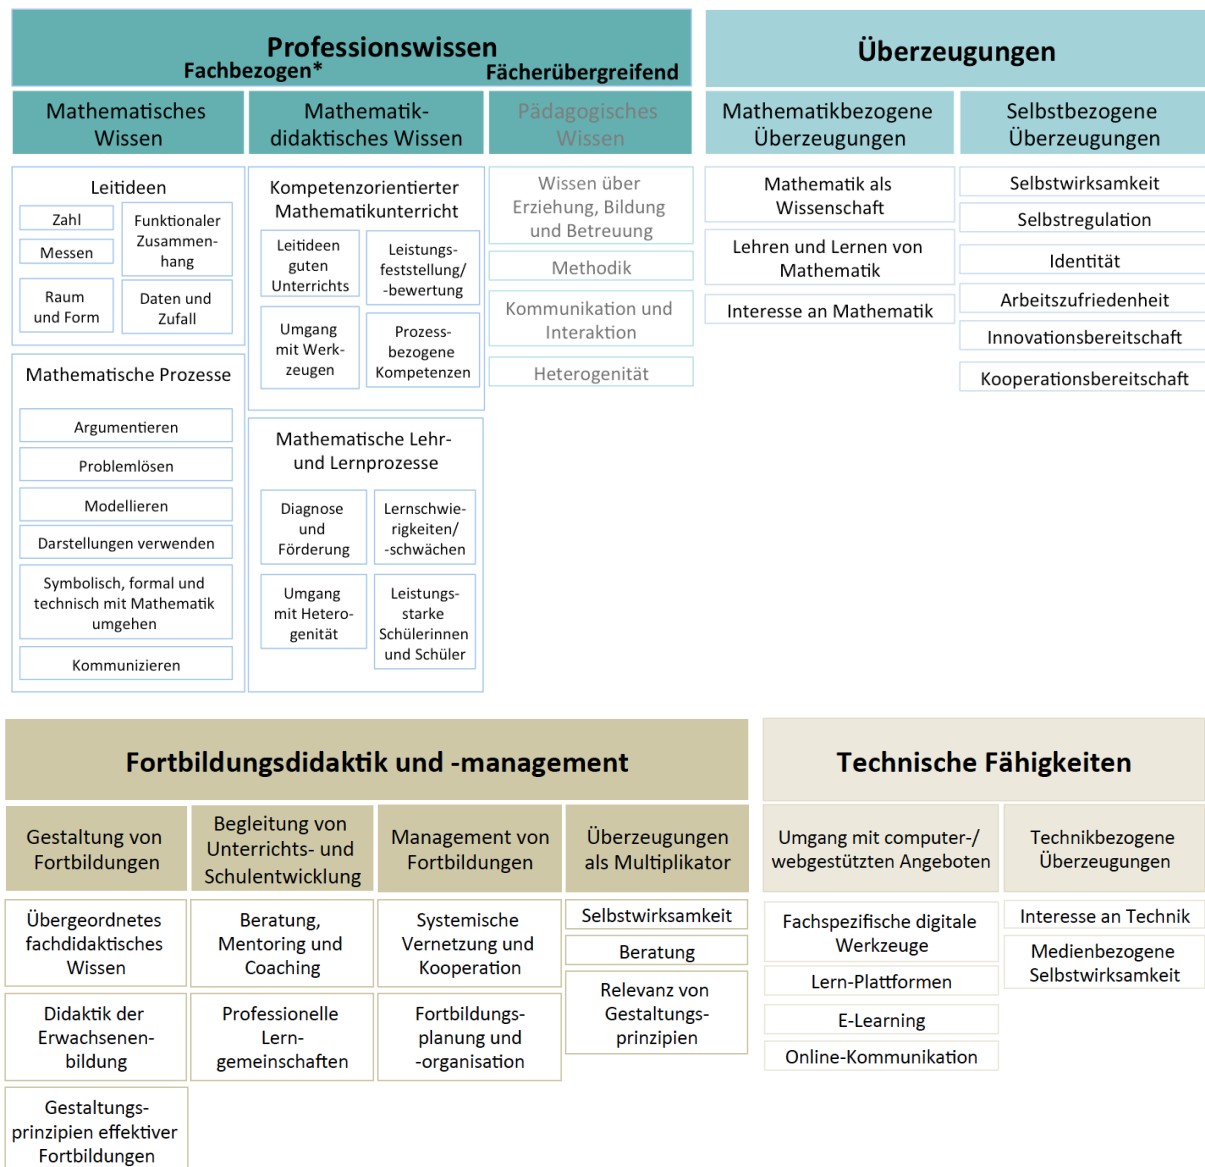 Professionswissen
Fachbezogen*
Fächerübergreifend
Überzeugungen
Mathematisches
Wissen
Mathematik-
didaktisches Wissen
Pädagogisches
Wissen
Mathematikbezogene
Überzeugungen
Selbstbezogene
Überzeugungen
Leitideen
Zahl
Messen
Funktionaler
Zusammen-
hang
Raum
und Form
Daten und
Zufall
Mathematische Prozesse
Argumentieren
Problemlösen
Modellieren
Darstellungen verwenden
Symbolisch, formal und
technisch mit Mathematik
umgehen
Kommunizieren
Kompetenzorientierter
Mathematikunterricht
Leitideen
guten
Unterrichts
Leistungs-
feststellung/
-bewertung
Umgang
mit Werk-
zeugen
Prozess-
bezogene
Kompetenzen
Mathematische Lehr-
und Lernprozesse
Diagnose
und
Förderung
Lernschwie-
rigkeiten/
-schwächen
Umgang
mit Hetero-
genität
Leistungs-
starke
Schülerinnen
und Schüler
Wissen über
Erziehung, Bildung
und Betreuung
Methodik
Kommunikation und
Interaktion
Heterogenität
Mathematik als
Wissenschaft
Lehren und Lernen von
Mathematik
Interesse an Mathematik
Selbstwirksamkeit
Selbstregulation
Identität
Arbeitszufriedenheit
Innovationsbereitschaft
Kooperationsbereitschaft
Fortbildungsdidaktik und -management
Technische Fähigkeiten
Gestaltung von
Fortbildungen
Begleitung von
Unterrichts- und
Schulentwicklung
Management von
Fortbildungen
Überzeugungen
als Multiplikator
Umgang mit computer-/
webgestützten Angeboten
Technikbezogene
Überzeugungen
Übergeordnetes
fachdidaktisches
Wissen
Didaktik der
Erwachsenen-
bildung
Gestaltungs-
prinzipien effektiver
Fortbildungen
Beratung,
Mentoring und
Coaching
Professionelle
Lern-
gemeinschaften
Systemische
Vernetzung und
Kooperation
Fortbildungs-
planung und
-organisation
Selbstwirksamkeit
Beratung
Relevanz von
Gestaltungs-
prinzipien
Fachspezifische digitale
Werkzeuge
Lern-Plattformen
E-Learning
Online-Kommunikation
Interesse an Technik
Medienbezogene
Selbstwirksamkeit